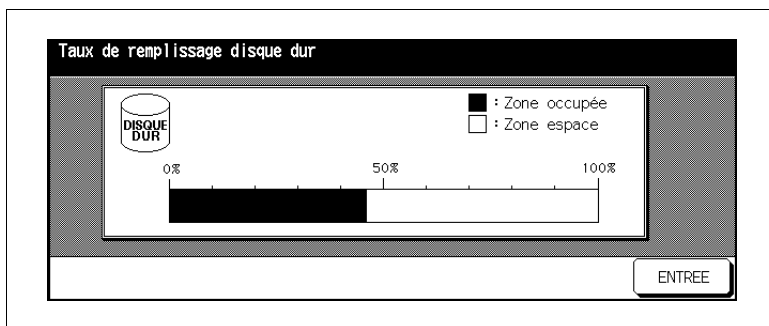 Taux de remplissage disque dur
DISQUE
DUR
: Zone occupée
: Zone espace
0% 50% 100%
ENTREE